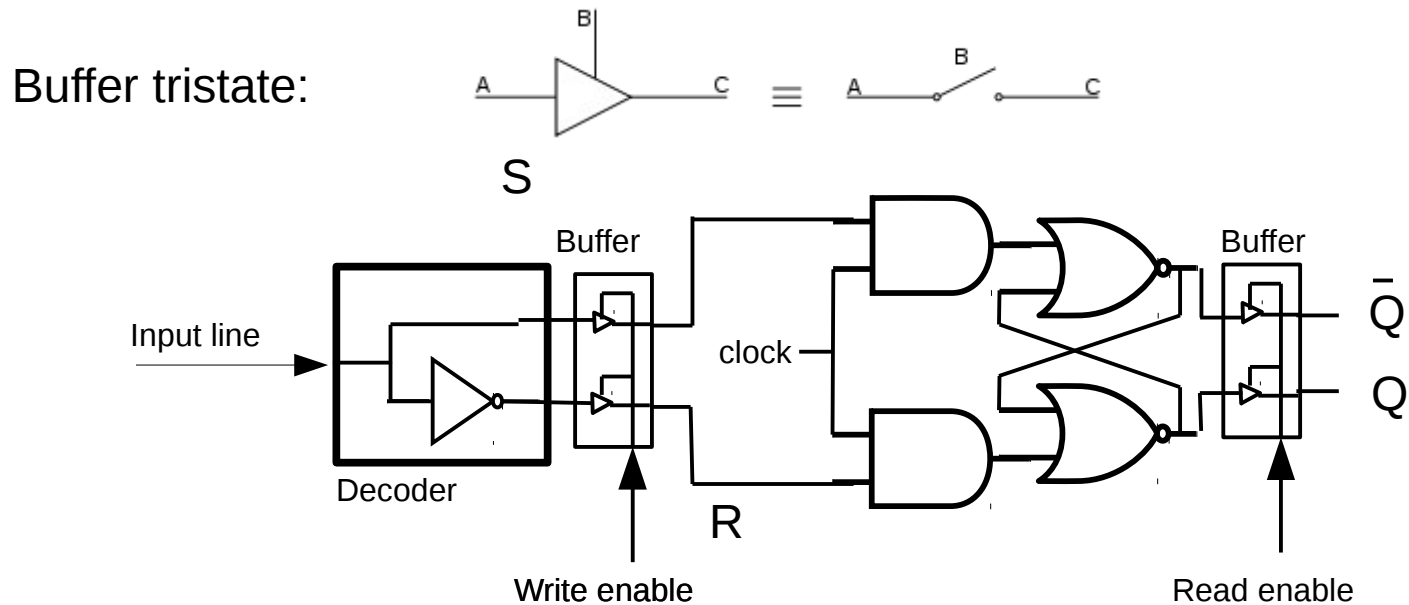 Buffer tristate:
B
A
C
≡
B
A
C
S
Buffer
Buffer
Input line
clock
Q̅
Q
Decoder
R
Write enable
Read enable